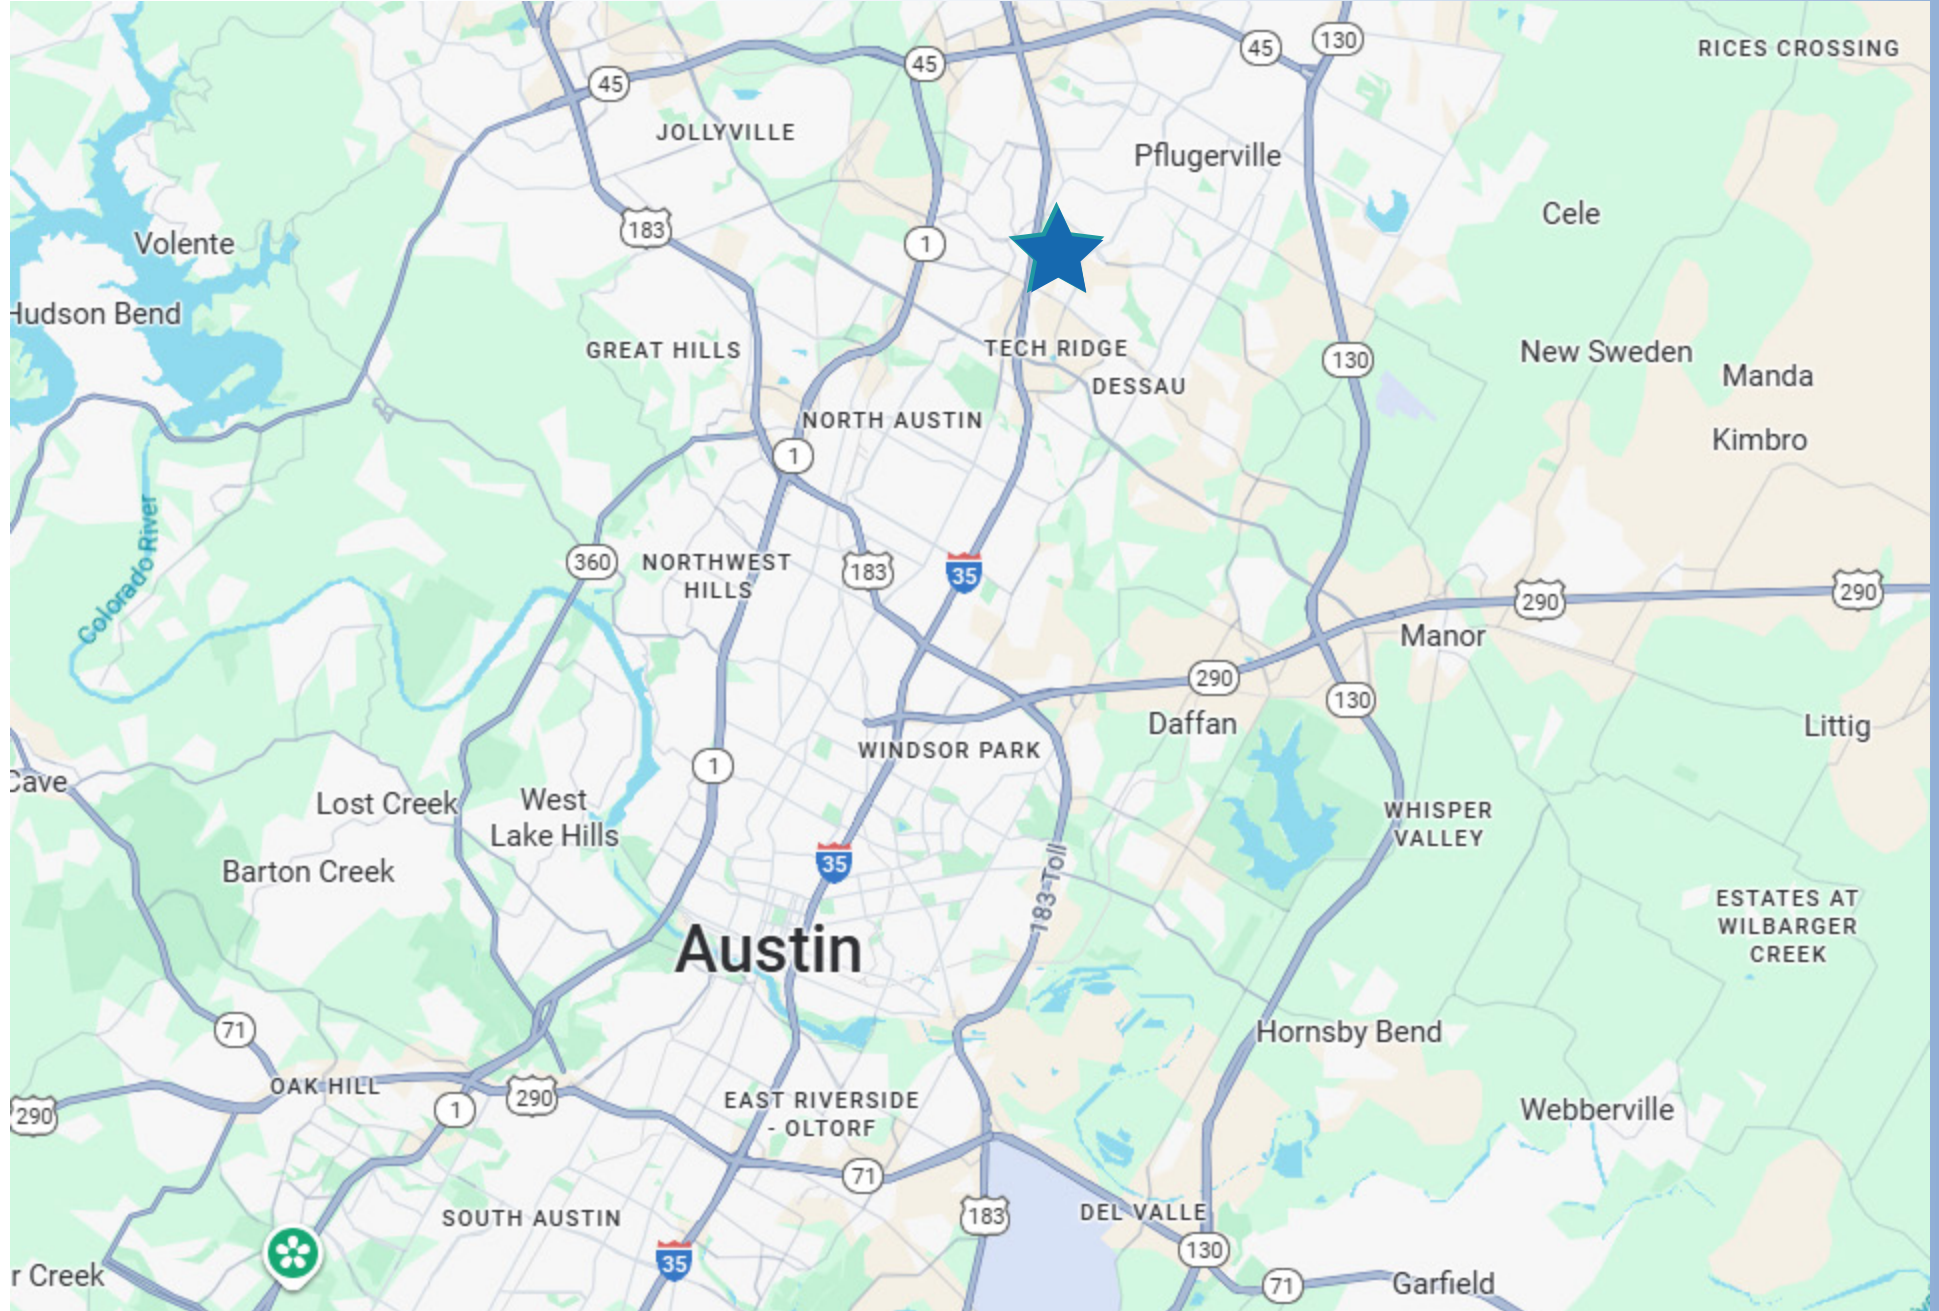 45
130
RICES CROSSING
45
45
JOLLYVILLE
Pflugerville
Cele
183
Volente
1
Hudson Bend
GREAT HILLS
TECH RIDGE
New Sweden
130
Manda
DESSAU
NORTH AUSTIN
Kimbro
1
Colorado River
360
NORTHWEST
HILLS
183
35
290
290
Manor
290
130
Daffan
Littig
WINDSOR PARK
1
Cave
Lost Creek
West
Lake Hills
WHISPER
VALLEY
35
Barton Creek
183 Toll
ESTATES AT
WILBARGER
CREEK
Austin
71
Hornsby Bend
OAK HILL
290
290
1
EAST RIVERSIDE
- OLTORF
Webberville
71
SOUTH AUSTIN
183
DEL VALLE
130
35
r Creek
71
Garfield